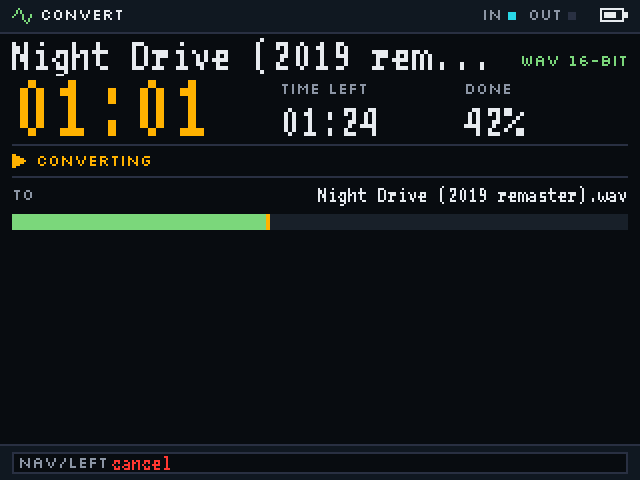 CONVERT IN OUT
Night Drive (2019 rem... WAV 16-BIT
01:01 TIME LEFT 01:24 DONE 42%
CONVERTING
TO Night Drive (2019 remaster).wav
NAV/LEFT cancel